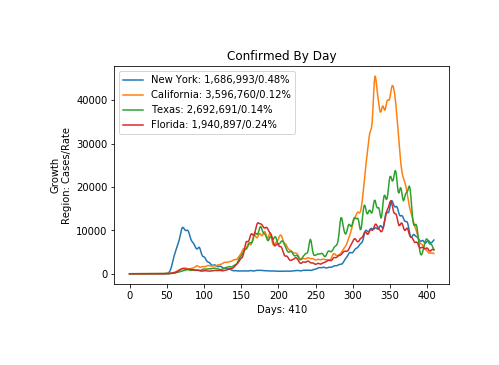 Confirmed By Day
New York: 1,686,993/0.48%
California: 3,596,760/0.12%
Texas: 2,692,691/0.14%
Florida: 1,940,897/0.24%
Growth
Region: Cases/Rate
40000
30000
20000
10000
0
0 50 100 150 200 250 300 350 400
Days: 410